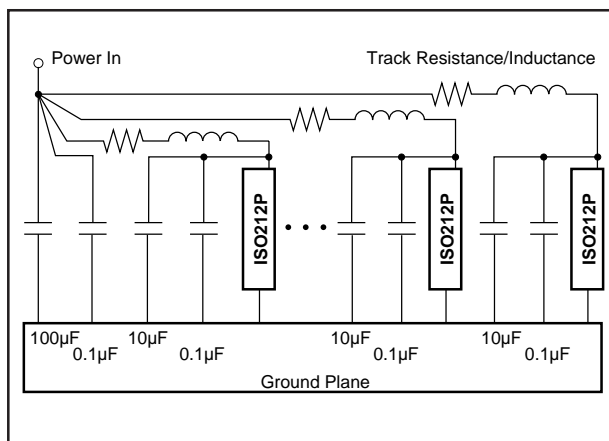 Power In
Track Resistance/Inductance
ISO212P
ISO212P
ISO212P
100µF
0.1µF
10µF
0.1µF
10µF
0.1µF
10µF
0.1µF
Ground Plane